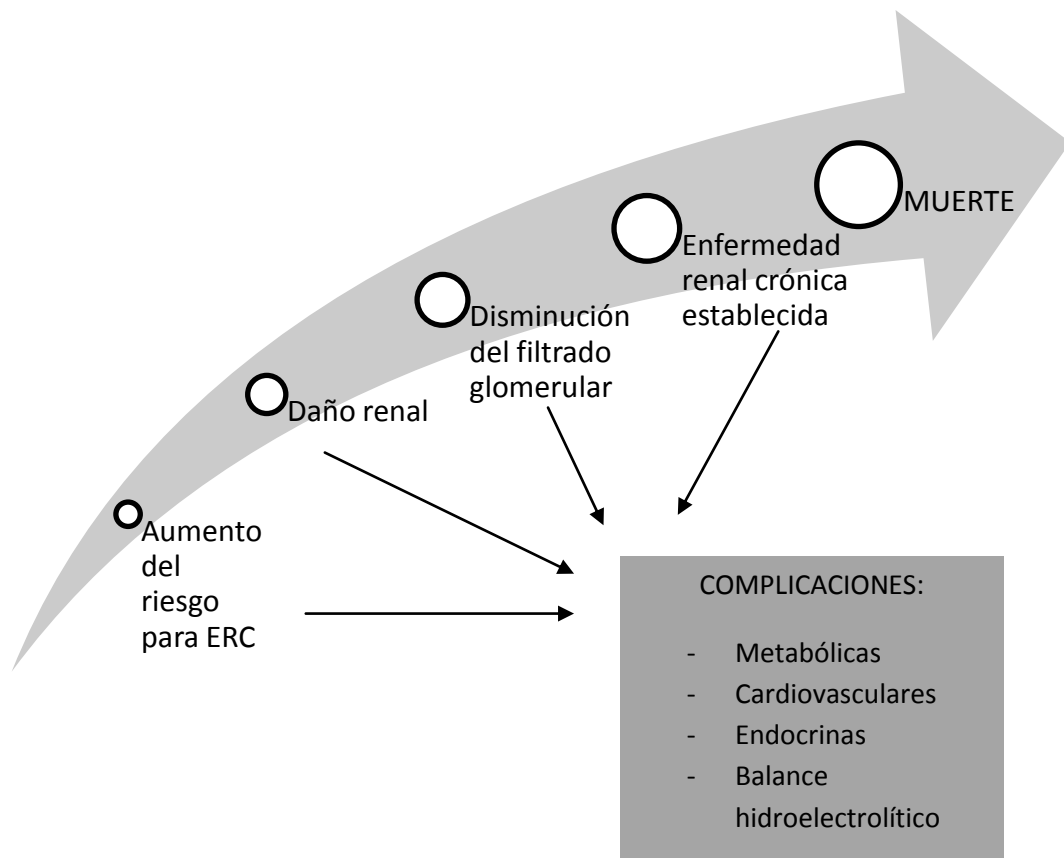 MUERTE
Enfermedad
renal crónica
establecida
Disminución
del filtrado
glomerular
Daño renal
Aumento
del
riesgo
para ERC
COMPLICACIONES:
- Metabólicas
- Cardiovasculares
- Endocrinas
- Balance
hidroelectrolítico